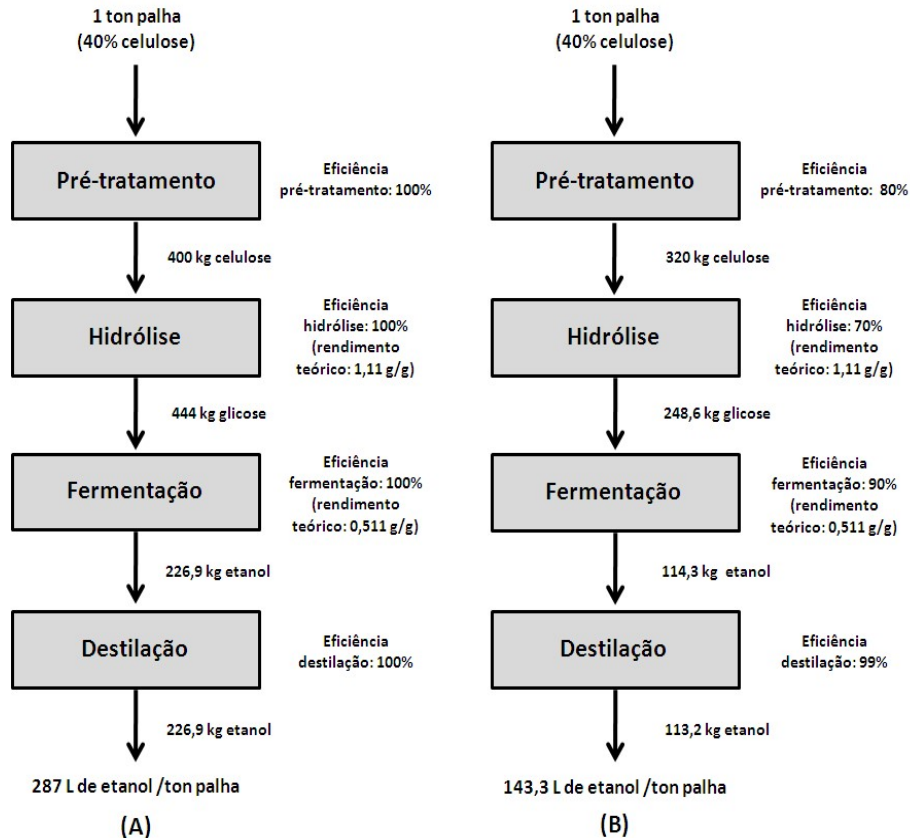 1 ton palha
(40% celulose)
Pré-tratamento
Eficiência
pré-tratamento: 100%
400 kg celulose
Hidrólise
Eficiência
hidrólise: 100%
(rendimento
teórico: 1,11 g/g)
444 kg glicose
Fermentação
Eficiência
fermentação: 100%
(rendimento
teórico: 0,511 g/g)
226,9 kg etanol
Destilação
Eficiência
destilação: 100%
226,9 kg etanol
287 L de etanol /ton palha
(A)
1 ton palha
(40% celulose)
Pré-tratamento
Eficiência
pré-tratamento: 80%
320 kg celulose
Hidrólise
Eficiência
hidrólise: 70%
(rendimento
teórico: 1,11 g/g)
248,6 kg glicose
Fermentação
Eficiência
fermentação: 90%
(rendimento
teórico: 0,511 g/g)
114,3 kg etanol
Destilação
Eficiência
destilação: 99%
113,2 kg etanol
143,3 L de etanol /ton palha
(B)